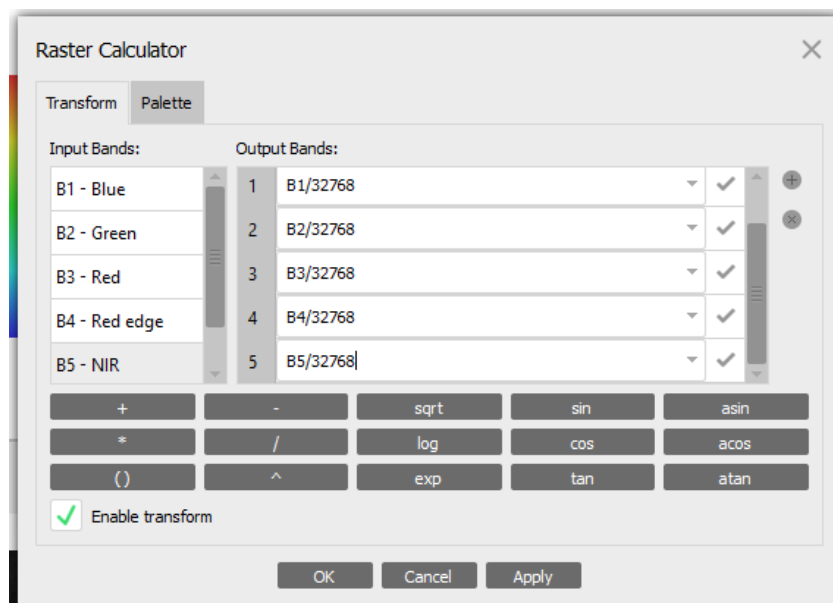 Raster Calculator
Transform Palette
Input Bands: Output Bands:
B1 - Blue 1 B1/32768
B2 - Green 2 B2/32768
B3 - Red 3 B3/32768
B4 - Red edge 4 B4/32768
B5 - NIR 5 B5/32768
+ - sqrt sin asin
* / log cos acos
() ^ exp tan atan
Enable transform
OK Cancel Apply